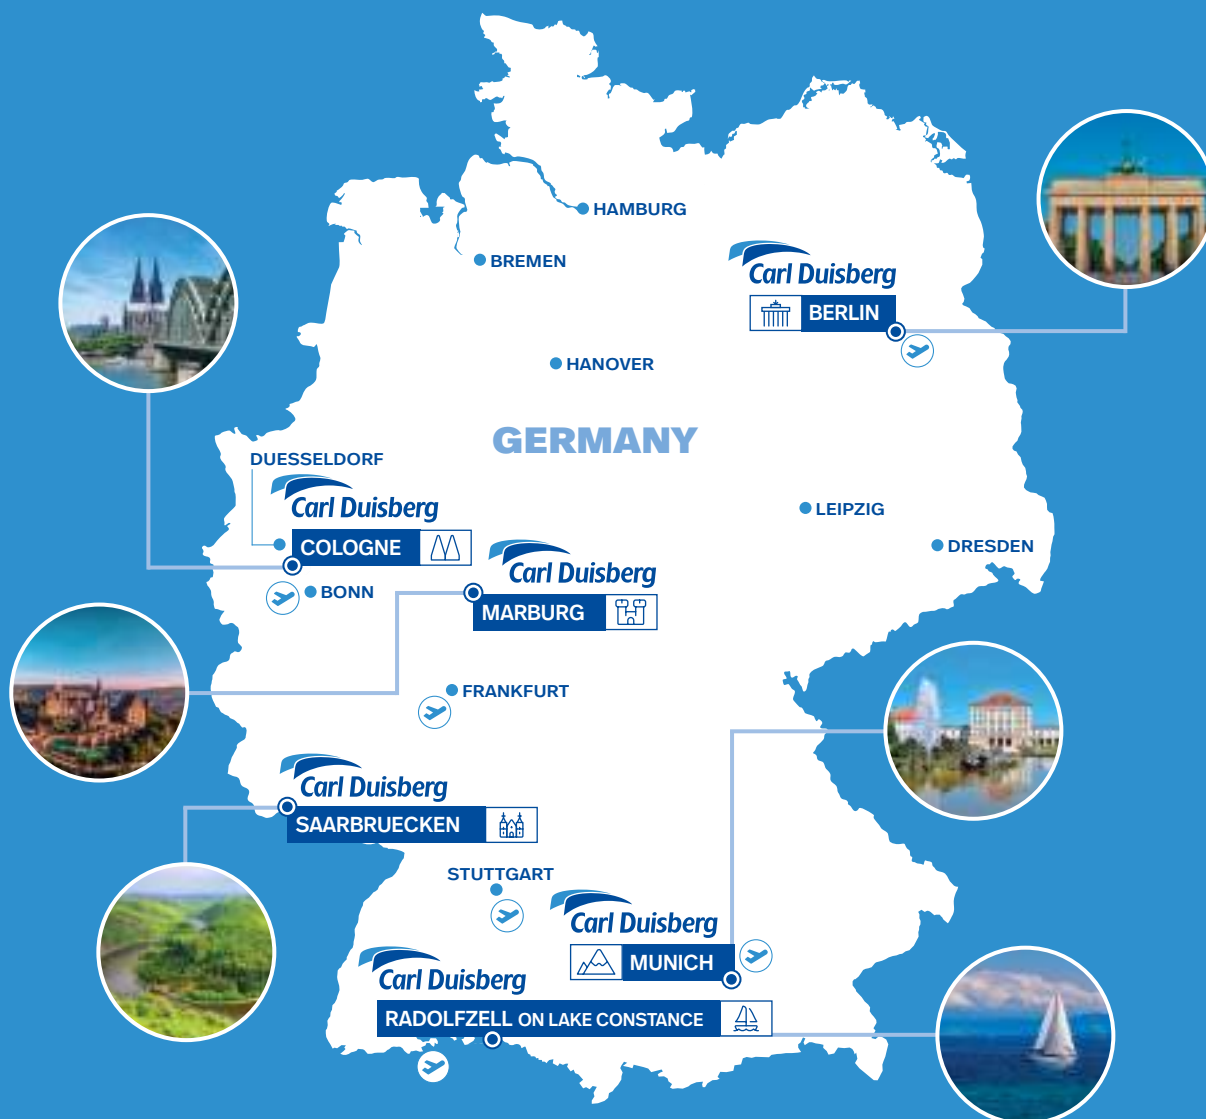 HAMBURG
BREMEN
Carl Duisberg
BERLIN
HANOVER
GERMANY
DUESSELDORF
Carl Duisberg
COLOGNE
LEIPZIG
DRESDEN
Carl Duisberg
MARBURG
BONN
FRANKFURT
Carl Duisberg
SAARBRUECKEN
STUTTGART
Carl Duisberg
MUNICH
Carl Duisberg
RADOLFZELL ON LAKE CONSTANCE